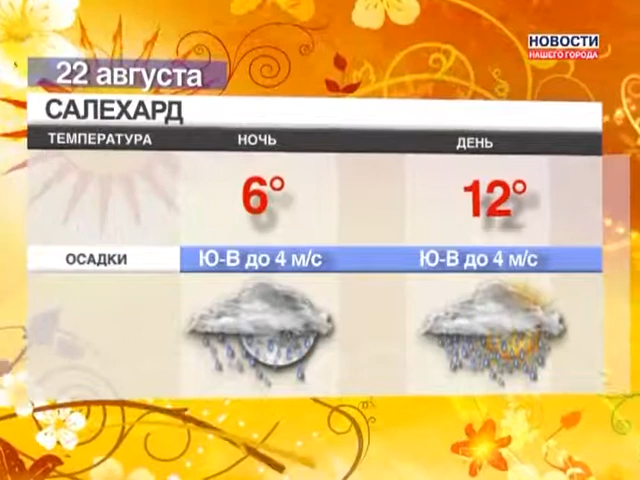 НОВОСТИ
НАШЕГО ГОРОДА
22 августа
САЛЕХАРД
ТЕМПЕРАТУРА НОЧЬ ДЕНЬ
6° 12°
ОСАДКИ Ю-В до 4 м/с Ю-В до 4 м/с